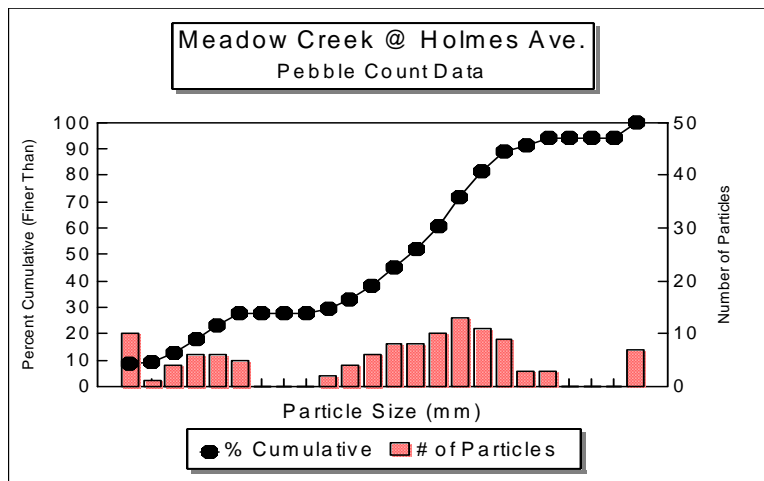 Meadow Creek @ Holmes Ave.
Pebble Count Data
Percent Cumulative (Finer Than)
100
90
80
70
60
50
40
30
20
10
0
50
40
30
20
10
0
Number of Particles
Particle Size (mm)
% Cumulative # of Particles